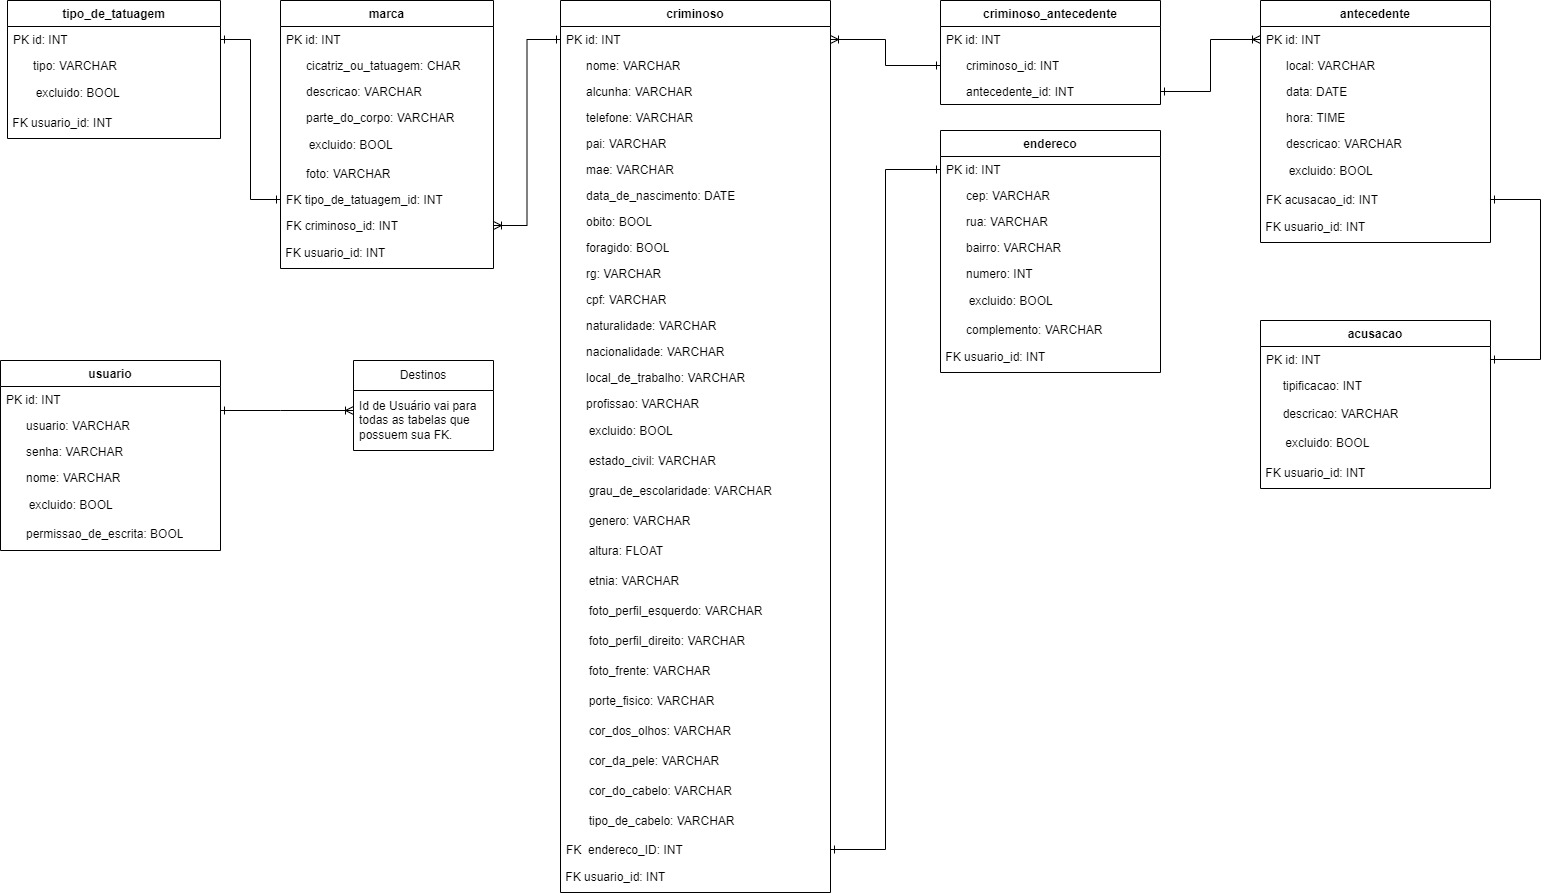 tipo_de_tatuagem
PK id: INT
tipo: VARCHAR
excluido: BOOL
FK usuario_id: INT
marca
PK id: INT
cicatriz_ou_tatuagem: CHAR
descricao: VARCHAR
parte_do_corpo: VARCHAR
excluido: BOOL
foto: VARCHAR
FK tipo_de_tatuagem_id: INT
FK criminoso_id: INT
FK usuario_id: INT
criminoso
PK id: INT
nome: VARCHAR
alcunha: VARCHAR
telefone: VARCHAR
pai: VARCHAR
mae: VARCHAR
data_de_nascimento: DATE
obito: BOOL
foragido: BOOL
rg: VARCHAR
cpf: VARCHAR
naturalidade: VARCHAR
nacionalidade: VARCHAR
local_de_trabalho: VARCHAR
profissao: VARCHAR
excluido: BOOL
estado_civil: VARCHAR
grau_de_escolaridade: VARCHAR
genero: VARCHAR
altura: FLOAT
etnia: VARCHAR
foto_perfil_esquerdo: VARCHAR
foto_perfil_direito: VARCHAR
foto_frente: VARCHAR
porte_fisico: VARCHAR
cor_dos_olhos: VARCHAR
cor_da_pele: VARCHAR
cor_do_cabelo: VARCHAR
tipo_de_cabelo: VARCHAR
FK endereco_ID: INT
FK usuario_id: INT
criminoso_antecedente
PK id: INT
criminoso_id: INT
antecedente_id: INT
endereco
PK id: INT
cep: VARCHAR
rua: VARCHAR
bairro: VARCHAR
numero: INT
excluido: BOOL
complemento: VARCHAR
FK usuario_id: INT
antecedente
PK id: INT
local: VARCHAR
data: DATE
hora: TIME
descricao: VARCHAR
excluido: BOOL
FK acusacao_id: INT
FK usuario_id: INT
acusacao
PK id: INT
tipificacao: INT
descricao: VARCHAR
excluido: BOOL
FK usuario_id: INT
usuario
PK id: INT
usuario: VARCHAR
senha: VARCHAR
nome: VARCHAR
excluido: BOOL
permissao_de_escrita: BOOL
Destinos
Id de Usuário vai para
todas as tabelas que
possuem sua FK.